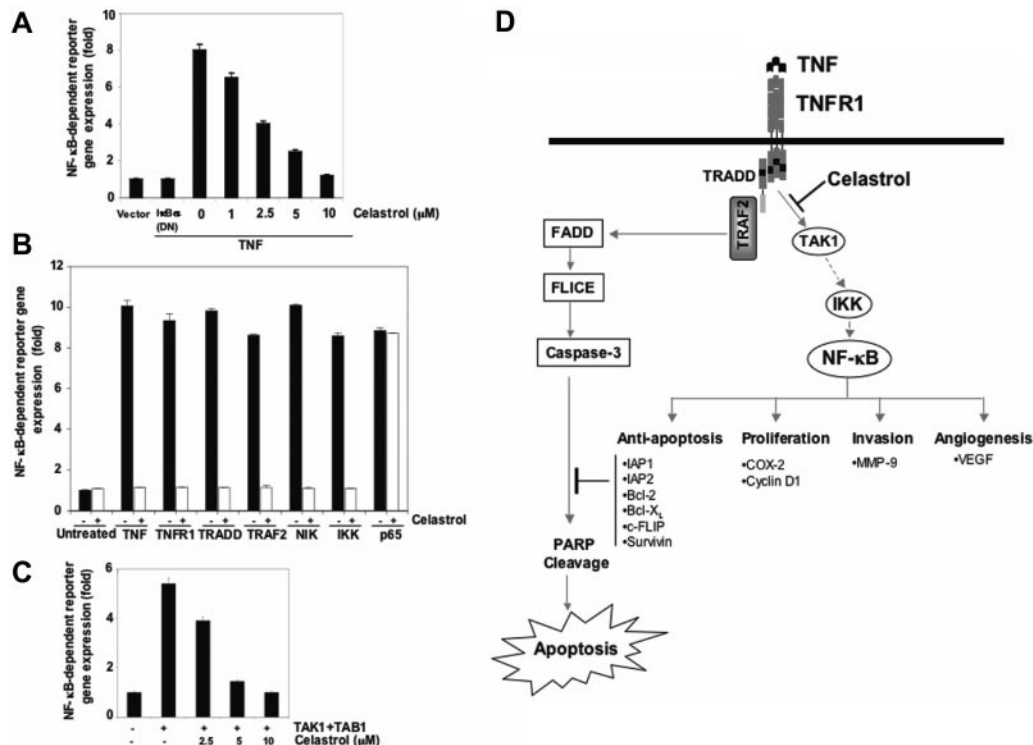 A
NF-κB-dependent reporter
gene expression (fold)
10
8
6
4
2
0
Vector
IκBα
(DN)
0
1
2.5
5
10
Celastrol (μM)
TNF
B
NF-κB-dependent reporter gene
expression (fold)
12
10
8
6
4
2
0
- + - + - + - + - + - + - + - +
Celastrol
Untreated TNF TNFR1 TRADD TRAF2 NIK IKK p65
C
NF-κB-dependent reporter
gene expression (fold)
6
4
2
0
- + + + + TAK1+TAB1
- - 2.5 5 10 Celastrol (μM)
D
TNF
TNFR1
TRADD
Celastrol
TRAF2
TAK1
FADD
FLICE
IKK
Caspase-3
NF-κB
Anti-apoptosis
•IAP1
•IAP2
•Bcl-2
•Bcl-XL
•c-FLIP
•Survivin
Proliferation
•COX-2
•Cyclin D1
Invasion
•MMP-9
Angiogenesis
•VEGF
PARP
Cleavage
Apoptosis